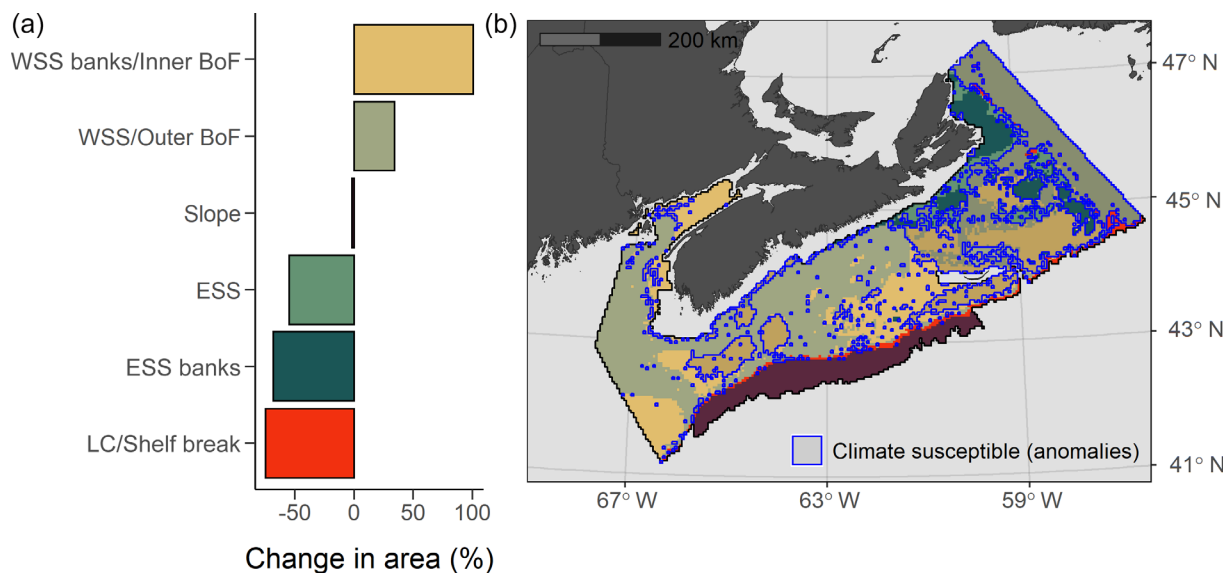 (a)
WSS banks/Inner BoF
WSS/Outer BoF
Slope
ESS
ESS banks
LC/Shelf break
-50 0 50 100
Change in area (%)
(b)
200 km
47° N
45° N
43° N
41° N
Climate susceptible (anomalies)
67° W 63° W 59° W